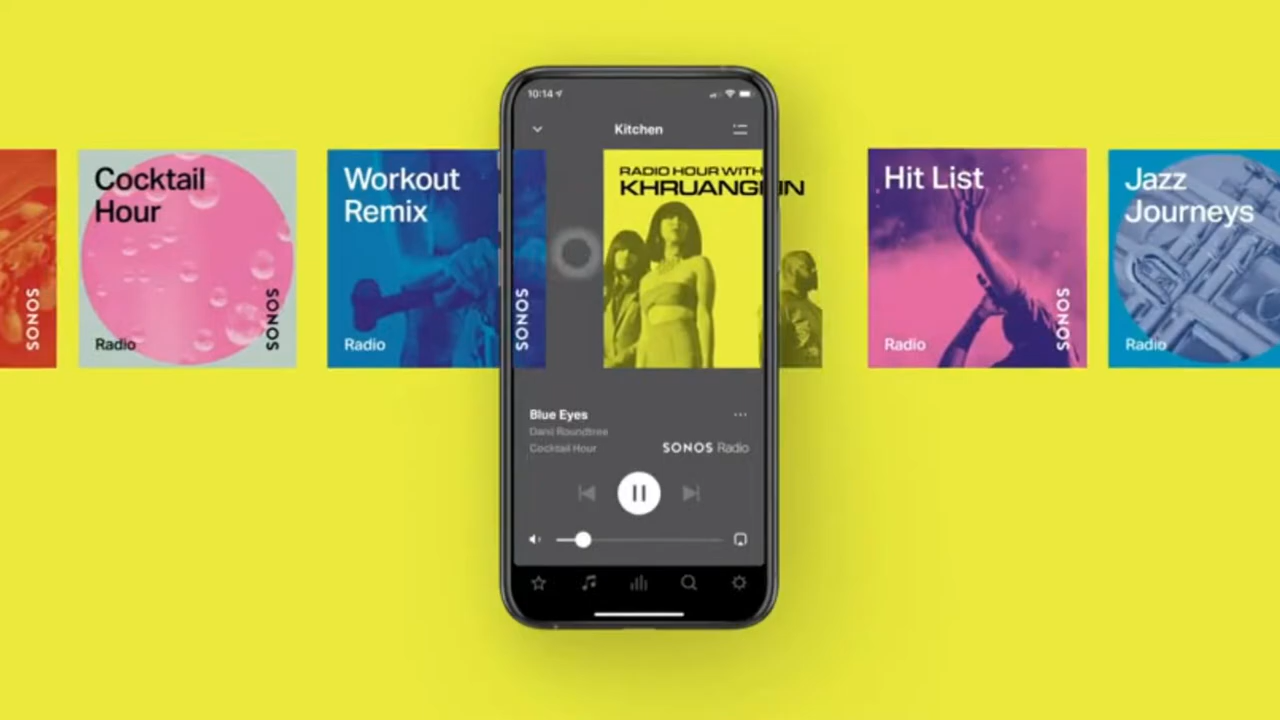 10:14
Kitchen
SONOS
Cocktail
Hour
Radio
SONOS
Workout
Remix
Radio
SONOS
RADIO HOUR WITH
Hit List
Radio
SONOS
Jazz
Journeys
Radio
Blue Eyes
Dani Roundtree
Cocktail Hour
SONOS Radio